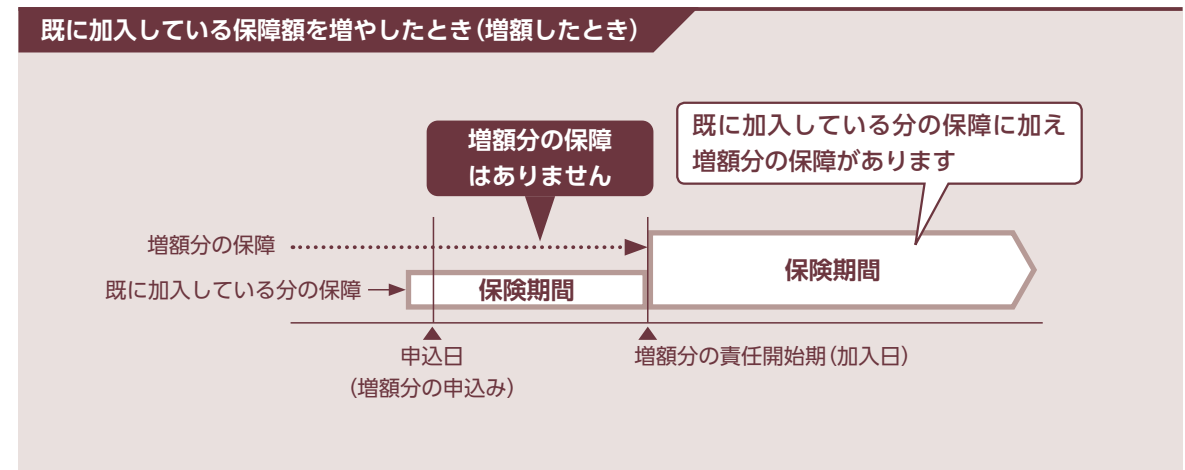 既に加入している保障額を増やしたとき(増額したとき)
増額分の保障
はありません
既に加入している分の保障に加え
増額分の保障があります
増額分の保障
保険期間
既に加入している分の保障
保険期間
申込日
(増額分の申込み)
増額分の責任開始期(加入日)